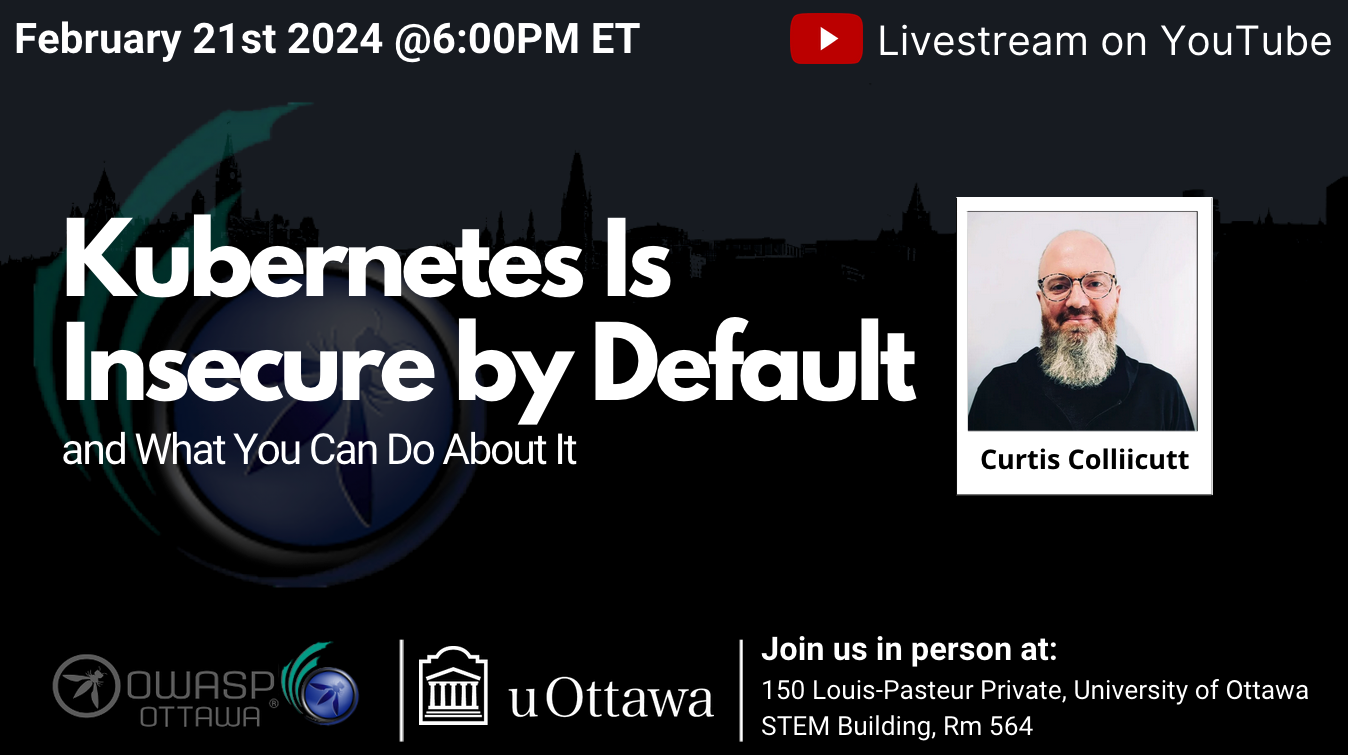 February 21st 2024 @6:00PM ET
Livestream on YouTube
Kubernetes Is
Insecure by Default
and What You Can Do About It
Curtis Colliicutt
OWASP
®
OTTAWA
uOttawa
Join us in person at:
150 Louis-Pasteur Private, University of Ottawa
STEM Building, Rm 564